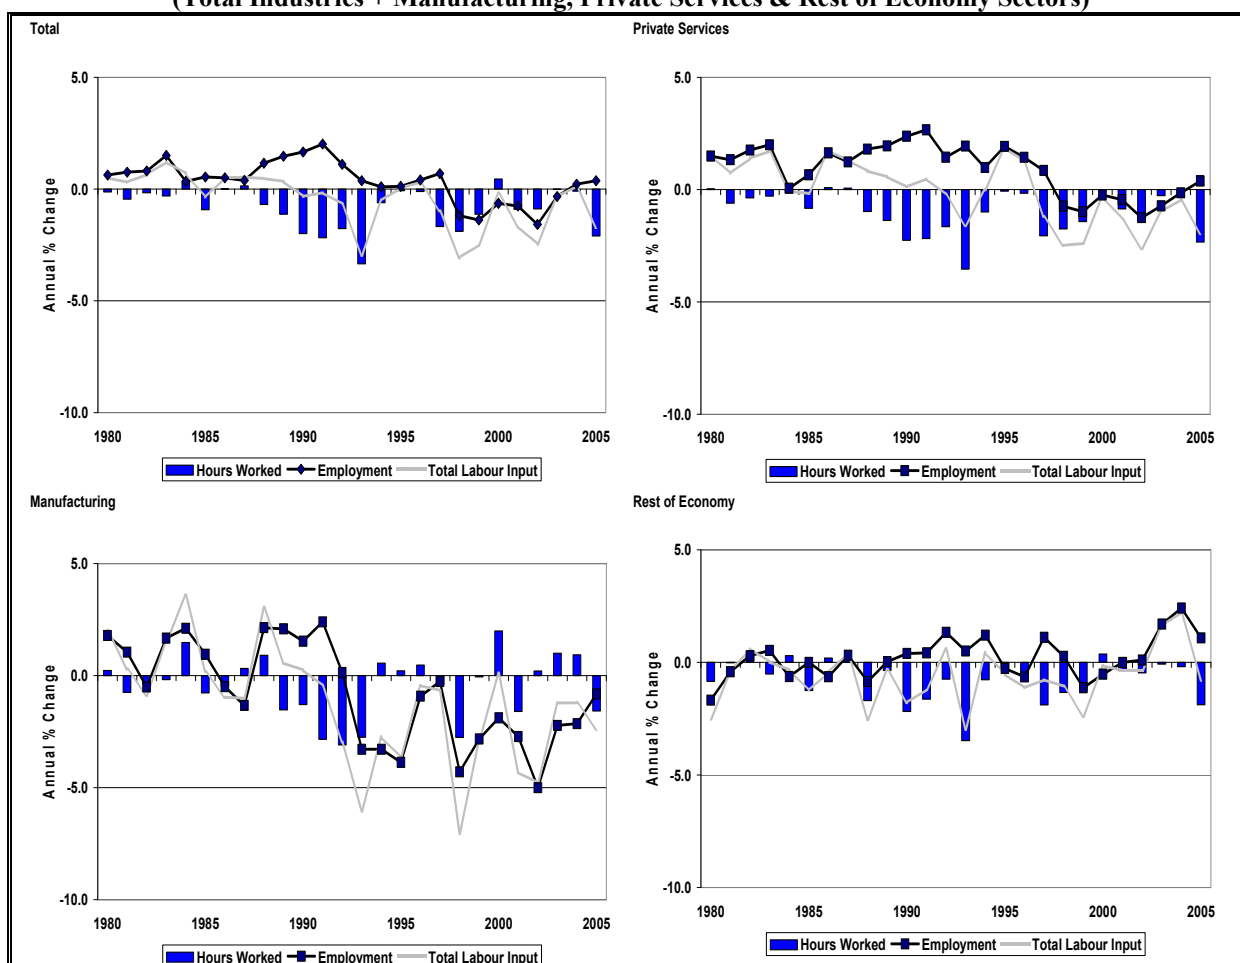 (Total Industries + Manufacturing, Private Services & Rest of Economy Sectors)
Total
5.0
0.0
-5.0
-10.0
Annual % Change
1980 1985 1990 1995 2000 2005
Hours Worked Employment Total Labour Input
Private Services
5.0
0.0
-5.0
-10.0
Annual % Change
1980 1985 1990 1995 2000 2005
Hours Worked Employment Total Labour Input
Manufacturing
5.0
0.0
-5.0
-10.0
Annual % Change
1980 1985 1990 1995 2000 2005
Hours Worked Employment Total Labour Input
Rest of Economy
5.0
0.0
-5.0
-10.0
Annual % Change
1980 1985 1990 1995 2000 2005
Hours Worked Employment Total Labour Input